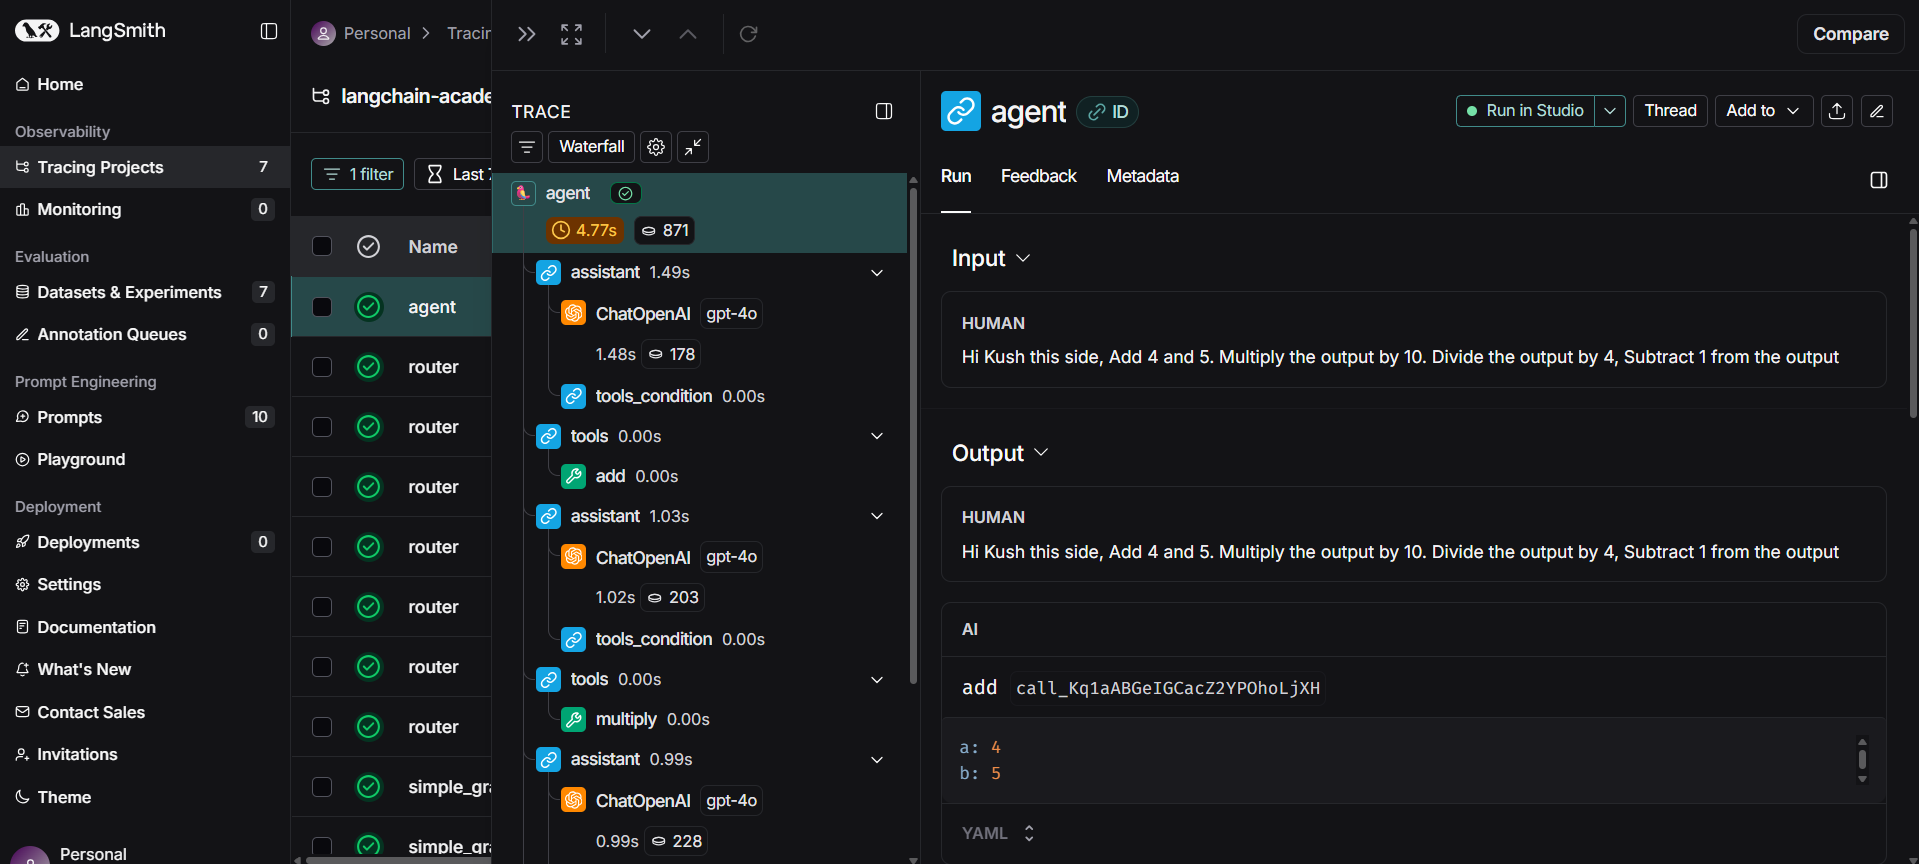 LangSmith
Home
Observability
Tracing Projects 7
Monitoring 0
Evaluation
Datasets & Experiments 7
Annotation Queues 0
Prompt Engineering
Prompts 10
Playground
Deployment
Deployments 0
Settings
Documentation
What's New
Contact Sales
Invitations
Theme
Personal
Personal > Tracin
langchain-acade
1 filter
Last 7
Name
agent
router
router
router
router
router
router
router
simple_gra
simple_gra
TRACE
Waterfall
agent
4.77s 871
assistant 1.49s
ChatOpenAI gpt-4o
1.48s 178
tools_condition 0.00s
tools 0.00s
add 0.00s
assistant 1.03s
ChatOpenAI gpt-4o
1.02s 203
tools_condition 0.00s
tools 0.00s
multiply 0.00s
assistant 0.99s
ChatOpenAI gpt-4o
0.99s 228
Compare
agent ID
Run in Studio
Thread
Add to
Run Feedback Metadata
Input
HUMAN
Hi Kush this side, Add 4 and 5. Multiply the output by 10. Divide the output by 4, Subtract 1 from the output
Output
HUMAN
Hi Kush this side, Add 4 and 5. Multiply the output by 10. Divide the output by 4, Subtract 1 from the output
AI
add call_Kq1aABGeIGCacZ2YPOhoLjXH
a: 4
b: 5
YAML